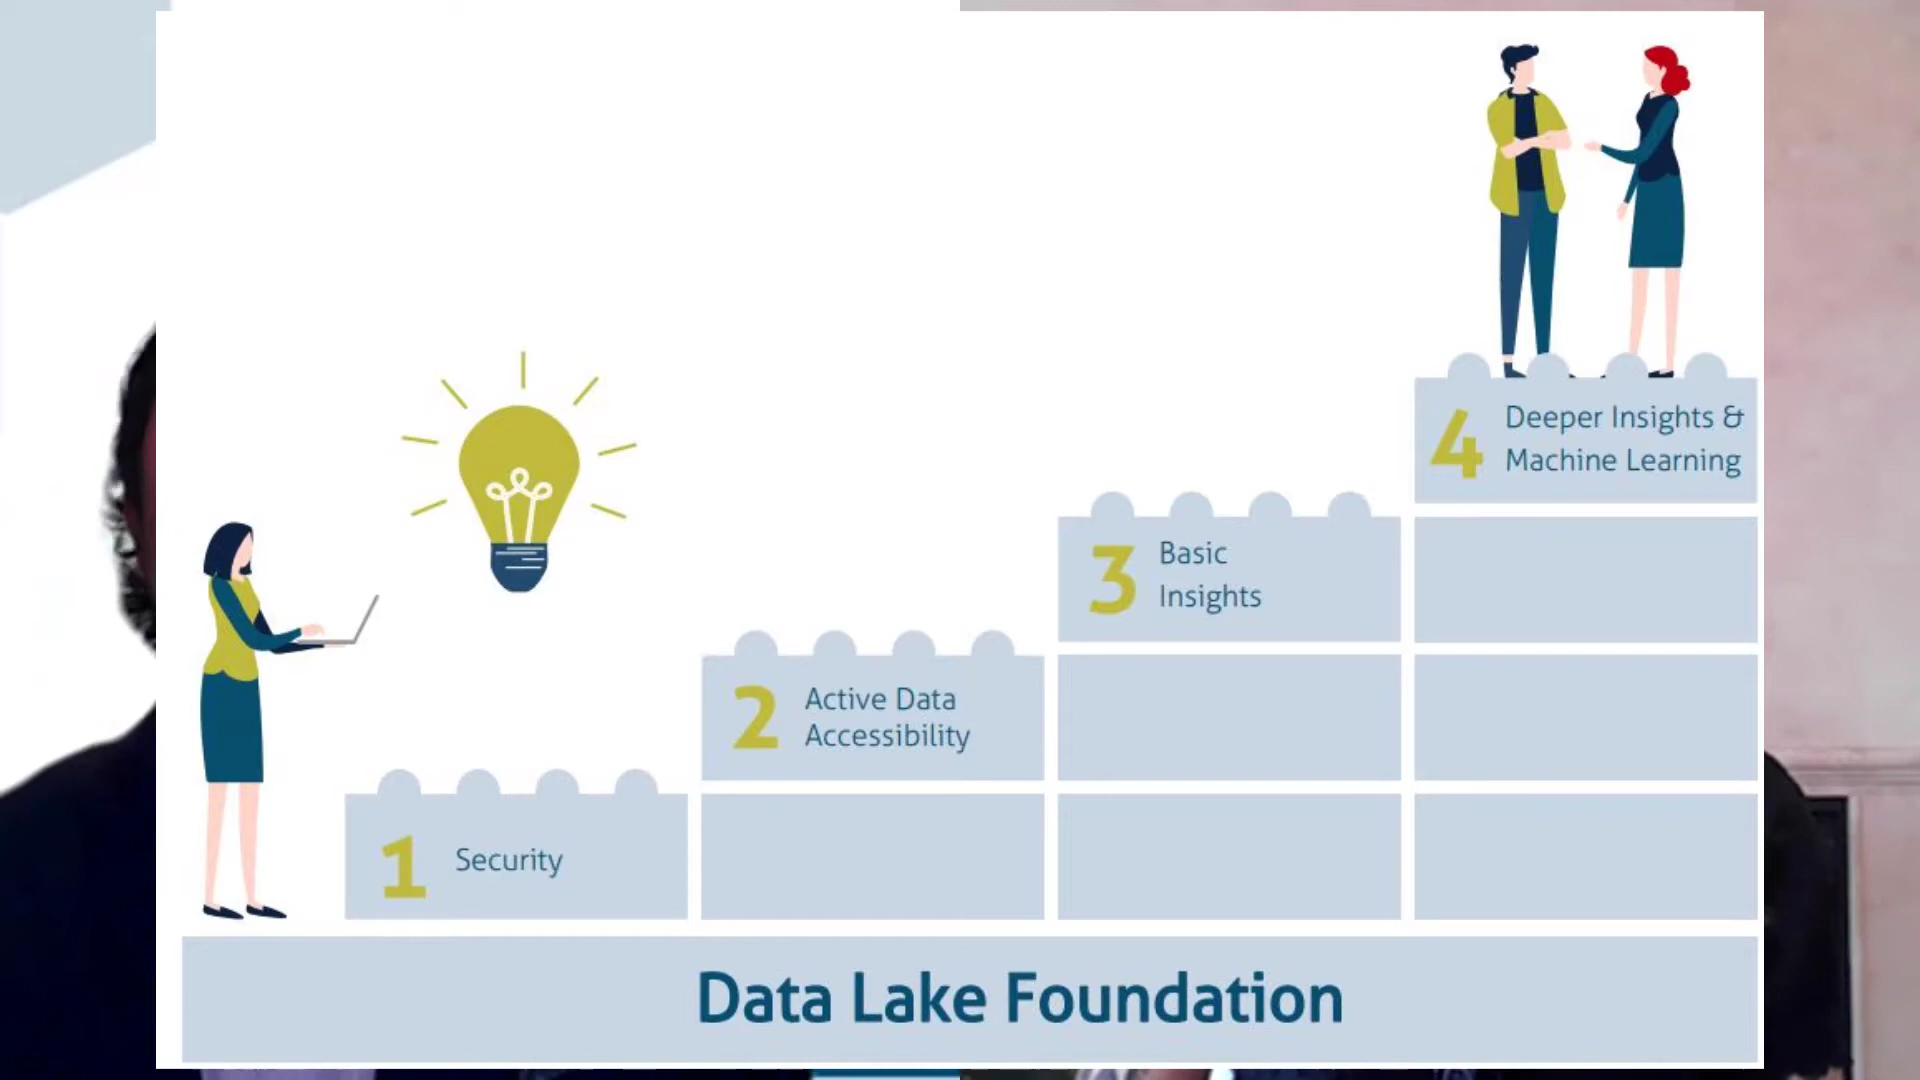 1
Security
2
Active Data
Accessibility
3
Basic
Insights
4
Deeper Insights &
Machine Learning
Data Lake Foundation